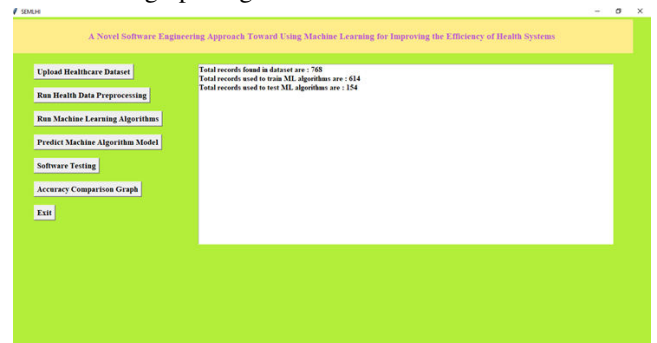 SEMLHI
A Novel Software Engineering Approach Toward Using Machine Learning for Improving the Efficiency of Health Systems
Upload Healthcare Dataset
Run Health Data Preprocessing
Run Machine Learning Algorithms
Predict Machine Algorithm Model
Software Testing
Accuracy Comparison Graph
Exit
Total records found in dataset are : 768
Total records used to train ML algorithms are : 614
Total records used to test ML algorithms are : 154